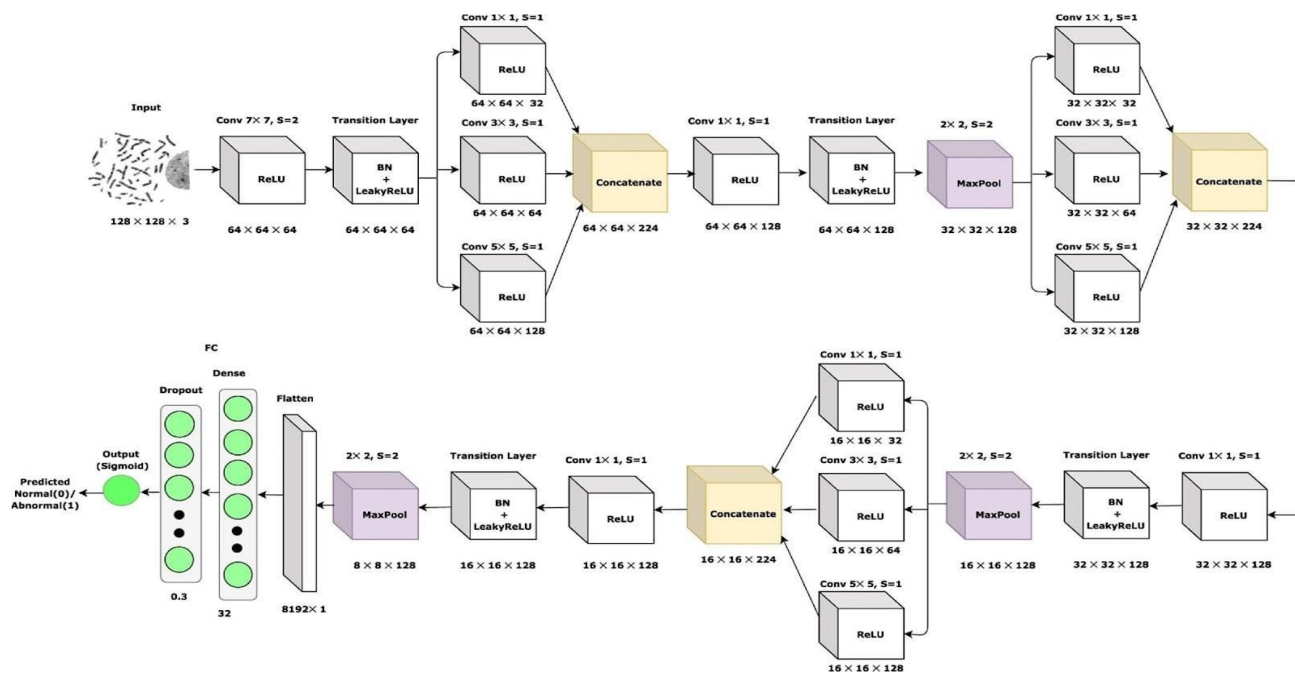 Input
128 × 128 × 3
Conv 7× 7, S=2
ReLU
64 × 64 × 64
Transition Layer
BN
+
LeakyReLU
64 × 64 × 64
Conv 1× 1, S=1
ReLU
64 × 64 × 32
Conv 3× 3, S=1
ReLU
64 × 64 × 64
Conv 5× 5, S=1
ReLU
64 × 64 × 128
Concatenate
64 × 64 × 224
Conv 1× 1, S=1
ReLU
64 × 64 × 128
Transition Layer
BN
+
LeakyReLU
64 × 64 × 128
2× 2, S=2
MaxPool
32 × 32 × 128
Conv 1× 1, S=1
ReLU
32 × 32× 32
Conv 3× 3, S=1
ReLU
32 × 32 × 64
Conv 5× 5, S=1
ReLU
32 × 32 × 128
Concatenate
32 × 32 × 224
Conv 1× 1, S=1
ReLU
32 × 32 × 128
Transition Layer
BN
+
LeakyReLU
32 × 32 × 128
2× 2, S=2
MaxPool
16 × 16 × 128
Conv 1× 1, S=1
ReLU
16 × 16 × 32
Conv 3× 3, S=1
ReLU
16 × 16 × 64
Conv 5× 5, S=1
ReLU
16 × 16 × 128
Concatenate
16 × 16 × 224
Conv 1× 1, S=1
ReLU
16 × 16 × 128
Transition Layer
BN
+
LeakyReLU
16 × 16 × 128
2× 2, S=2
MaxPool
8 × 8 × 128
Flatten
8192× 1
FC
Dense
32
Dropout
0.3
Output
(Sigmoid)
Predicted
Normal(0)/
Abnormal(1)